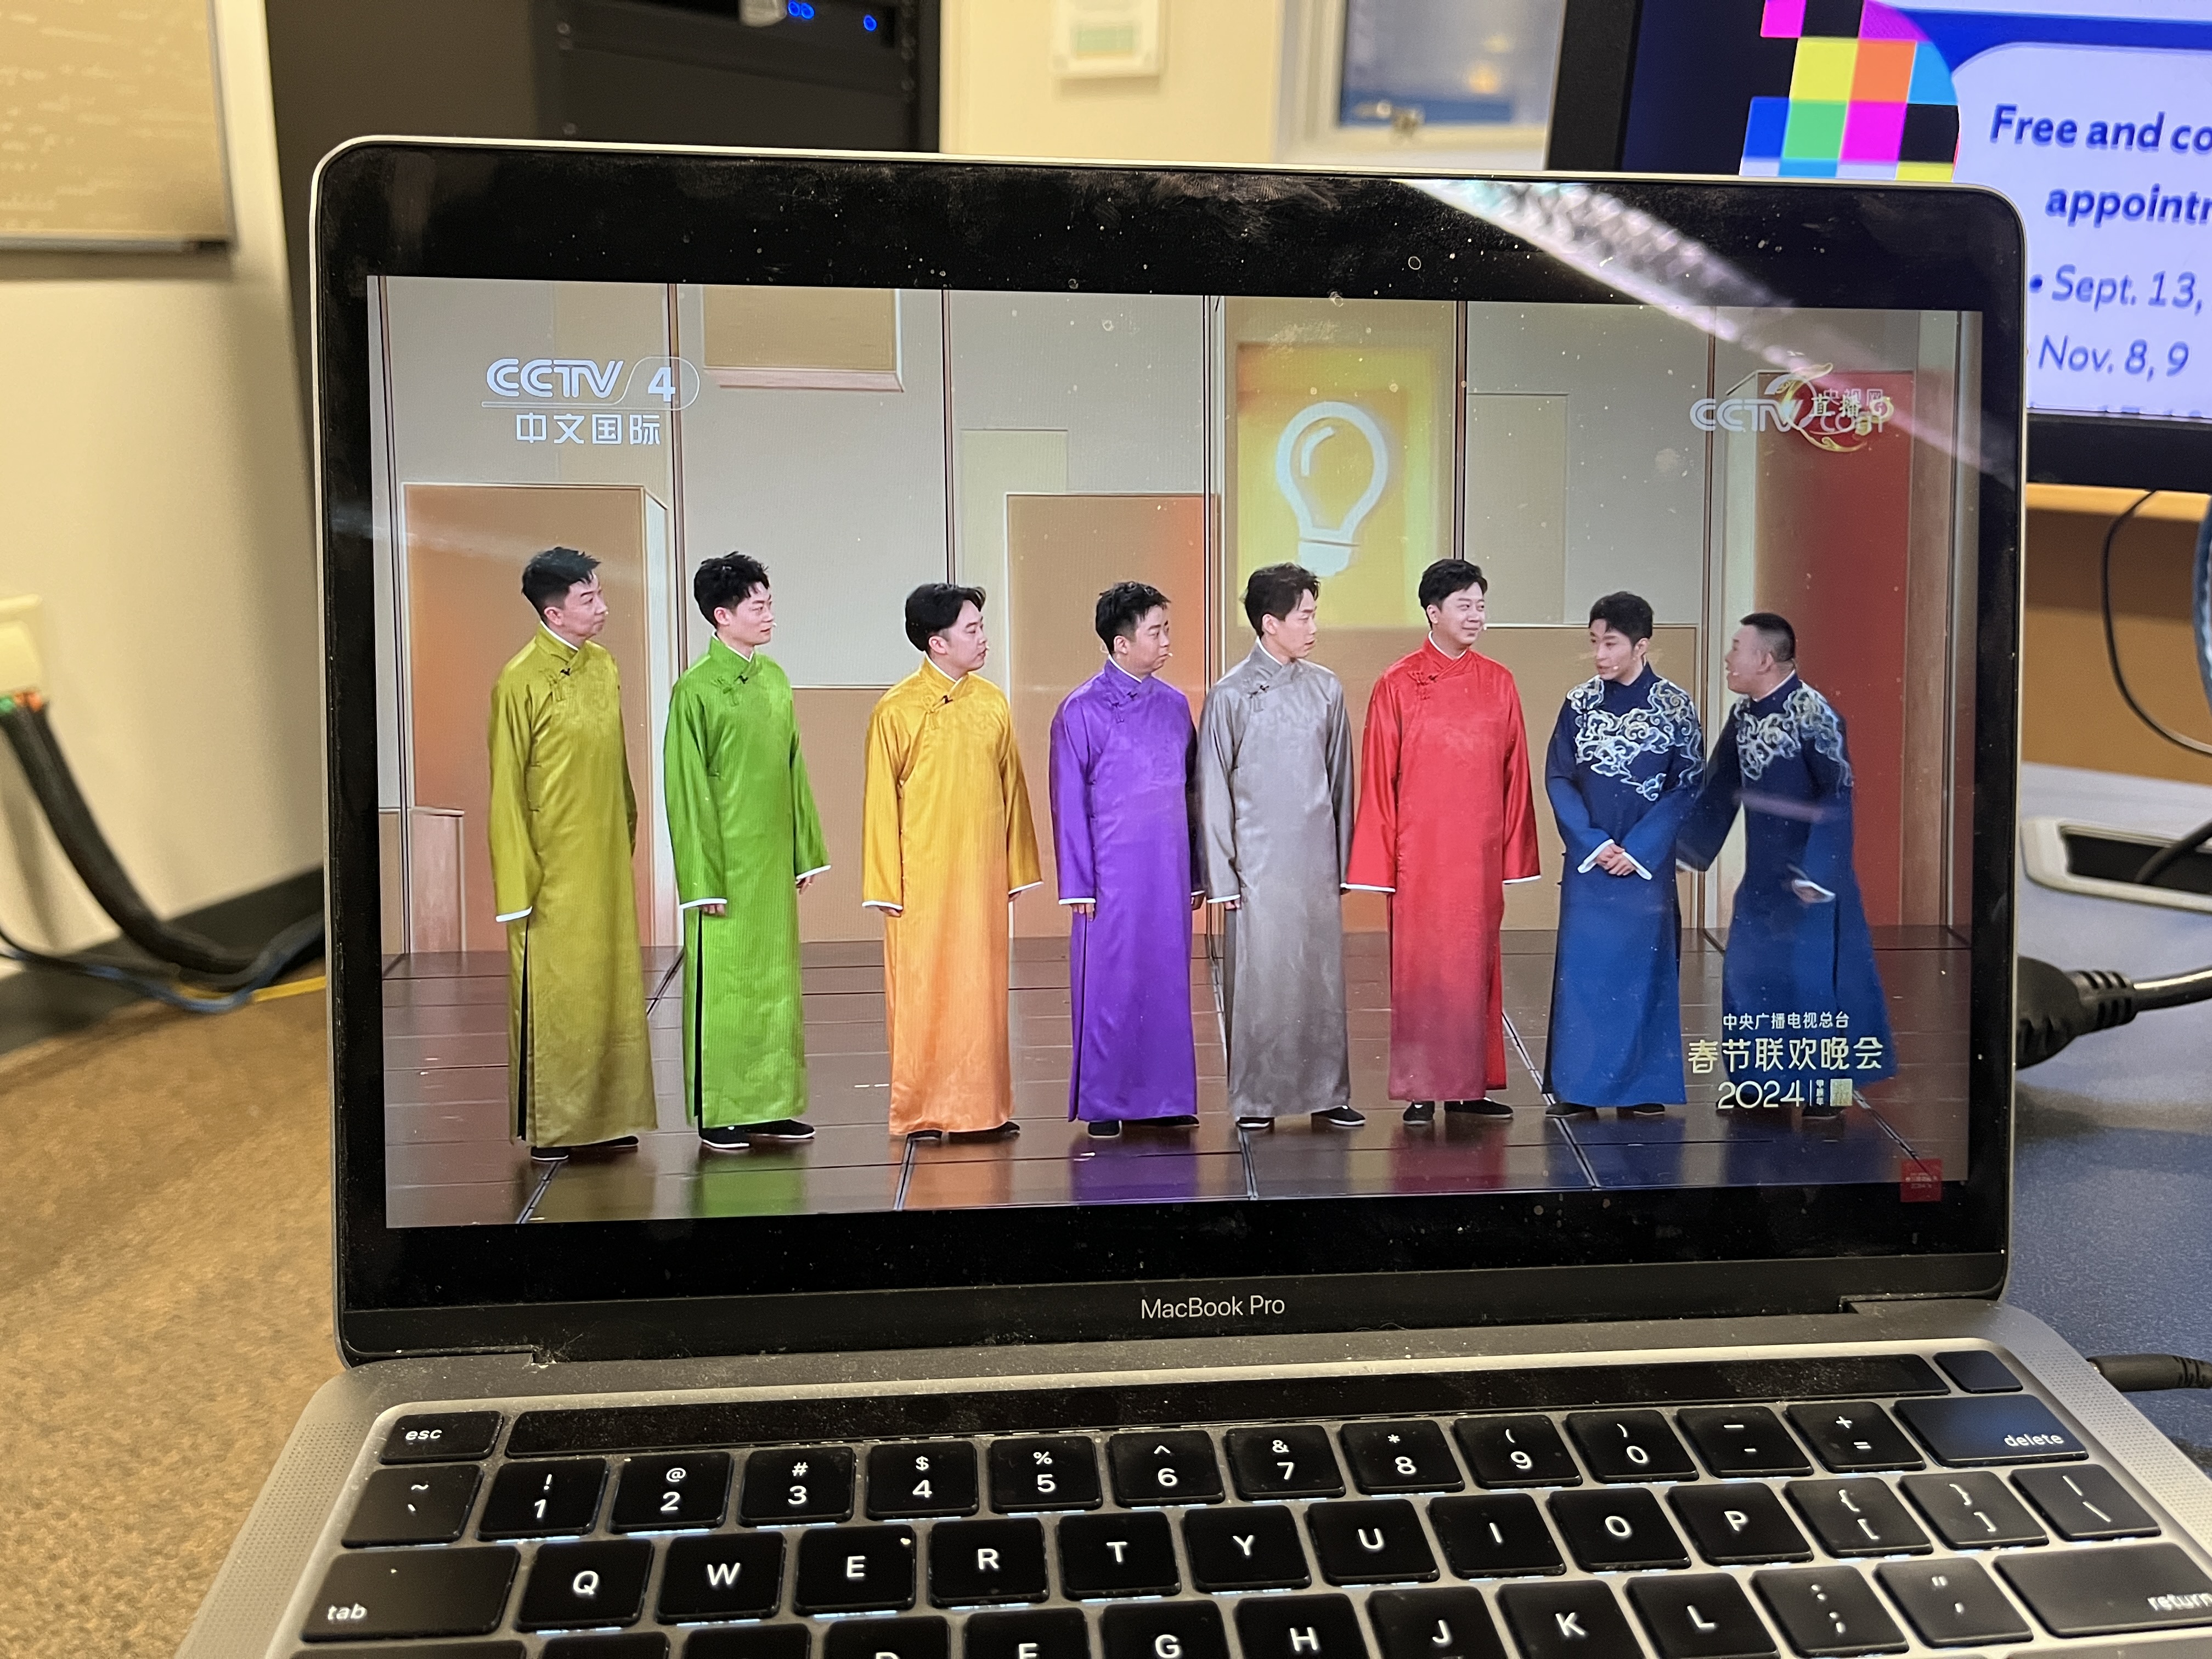 Free and co
appointr
• Sept. 13,
Nov. 8, 9
CCTV 4
中文国际
CCTV
直播
中央广播电视总台
春节联欢晚会
2024
MacBook Pro
esc
delete
~ ! @ # $ % ^ & * ( ) — +
` 1 2 3 4 5 6 7 8 9 0 - =
tab Q W E R T Y U I O P { [ } ] | \
F G H J K L : ; " ' return